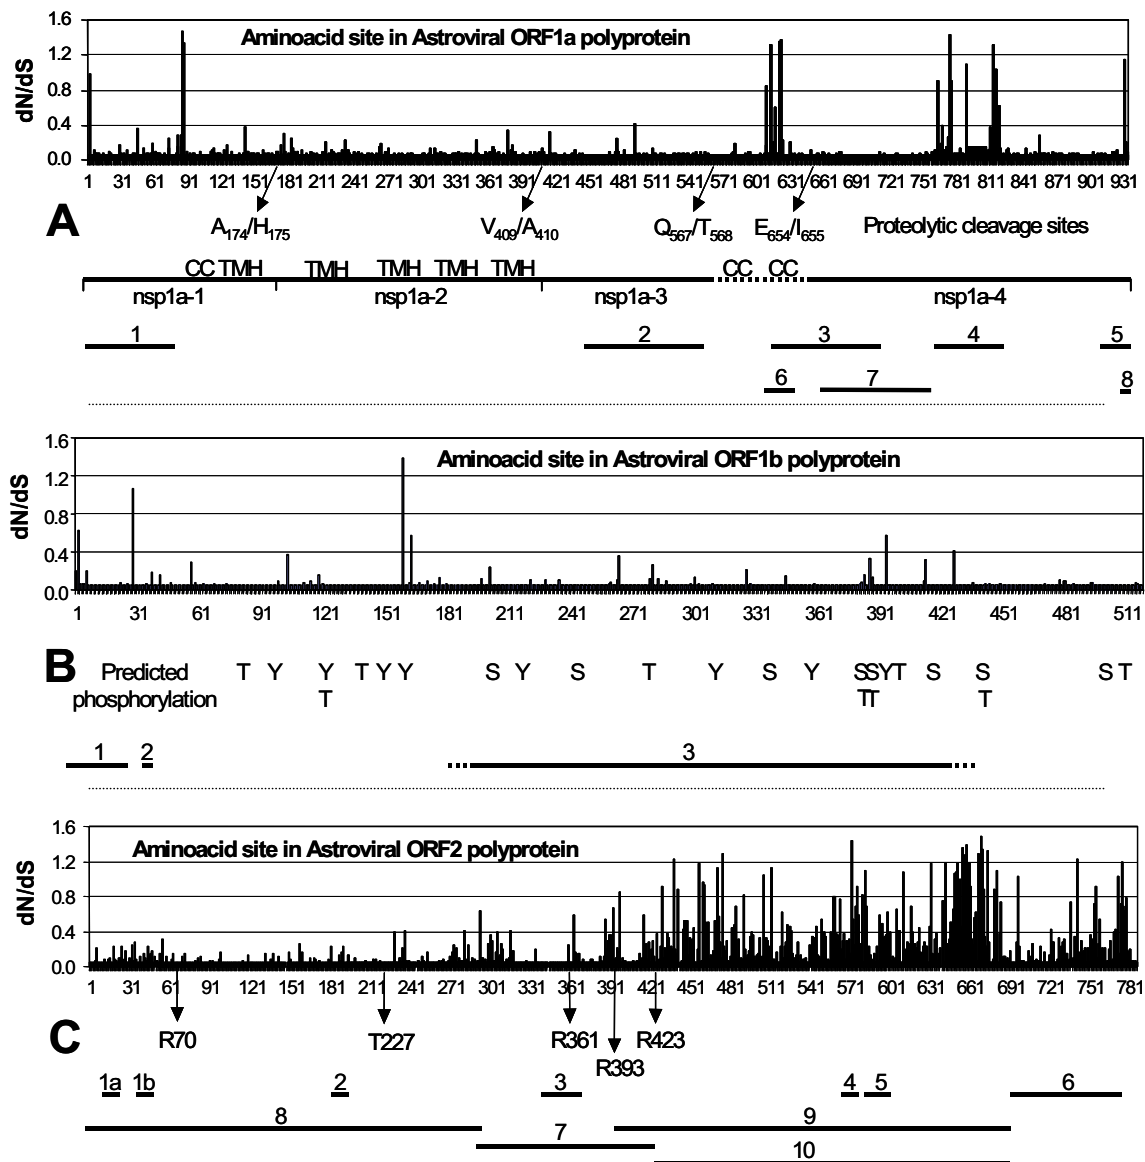 1.6
Aminoacid site in Astroviral ORF1a polyprotein
1.2
dN/dS
0.8
0.4
0.0
1 31 61 91 121 151 181 211 241 271 301 331 361 391 421 451 481 511 541 571 601 631 661 691 721 751 781 811 841 871 901 931
A
A174/H175 V409/A410 Q567/T568 E654/I655 Proteolytic cleavage sites
CC TMH TMH TMH TMH TMH CC CC
nsp1a-1 nsp1a-2 nsp1a-3 nsp1a-4
1 2 3 4 5
6 7 8
1.6
Aminoacid site in Astroviral ORF1b polyprotein
1.2
dN/dS
0.8
0.4
0.0
1 31 61 91 121 151 181 211 241 271 301 331 361 391 421 451 481 511
B
Predicted T Y Y T Y Y S Y S T Y S Y S S Y T S S S T
phosphorylation T T T T
1 2 3
1.6
Aminoacid site in Astroviral ORF2 polyprotein
1.2
dN/dS
0.8
0.4
0.0
1 31 61 91 121 151 181 211 241 271 301 331 361 391 421 451 481 511 541 571 601 631 661 691 721 751 781
C
R70 T227 R361 R423
R393
1a 1b 2 3 4 5 6
8 9
7
10